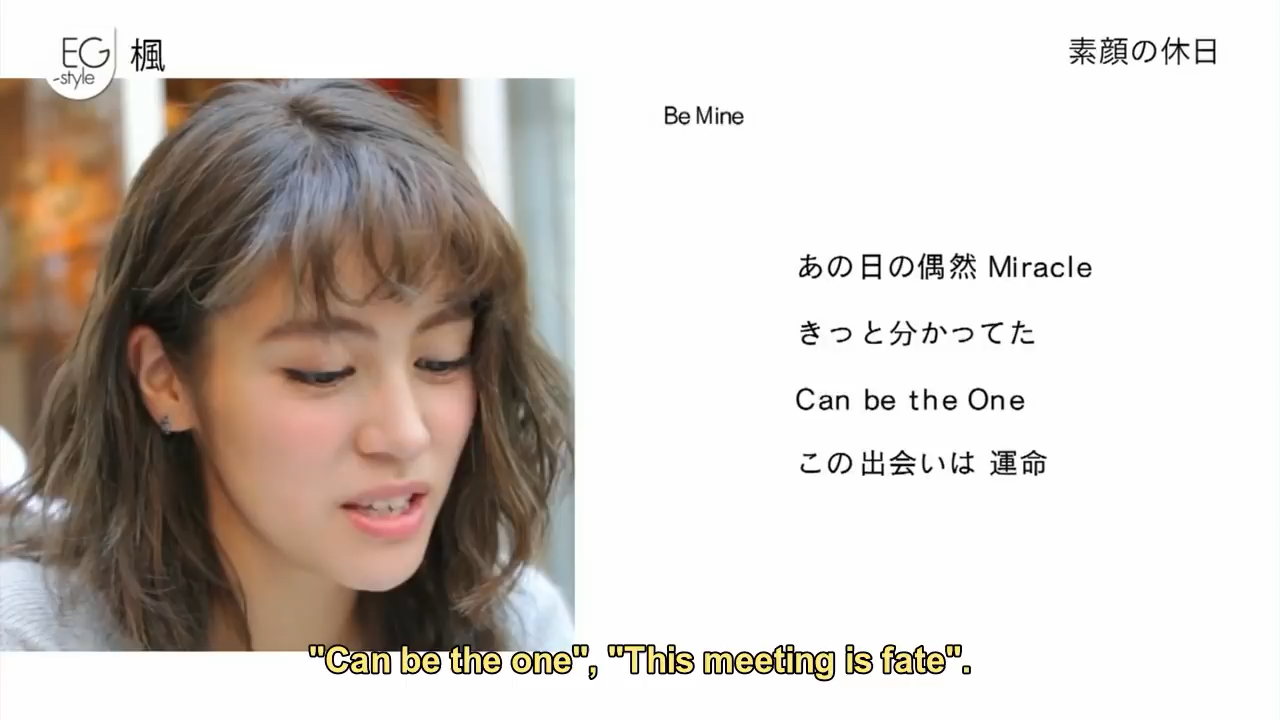 EG
-style
楓
素顔の休日
Be Mine
あの日の偶然 Miracle
きっと分かってた
Can be the One
この出会いは 運命
"Can be the one", "This meeting is fate".